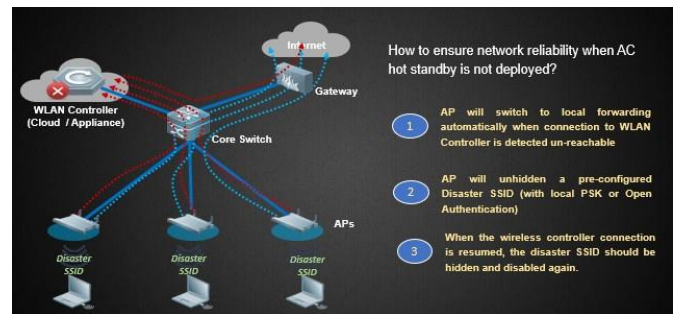 Internet
Gateway
WLAN Controller
(Cloud / Appliance)
Core Switch
APs
Disaster
SSID
Disaster
SSID
Disaster
SSID
How to ensure network reliability when AC
hot standby is not deployed?
1
AP will switch to local forwarding
automatically when connection to WLAN
Controller is detected un-reachable
2
AP will unhidden a pre-configured
Disaster SSID (with local PSK or Open
Authentication)
3
When the wireless controller connection
is resumed, the disaster SSID should be
hidden and disabled again.